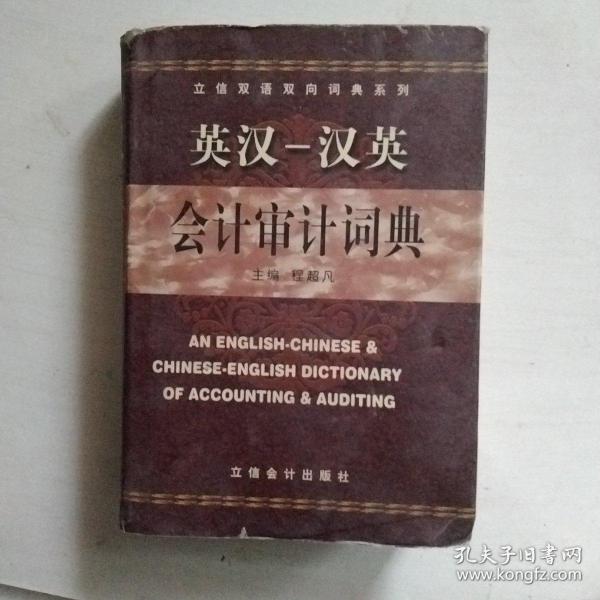 立信双语双向词典系列
英汉－汉英
会计审计词典
主编 程超凡
AN ENGLISH-CHINESE &
CHINESE-ENGLISH DICTIONARY
OF ACCOUNTING & AUDITING
立信会计出版社
孔夫子旧书网
www.kongfz.com